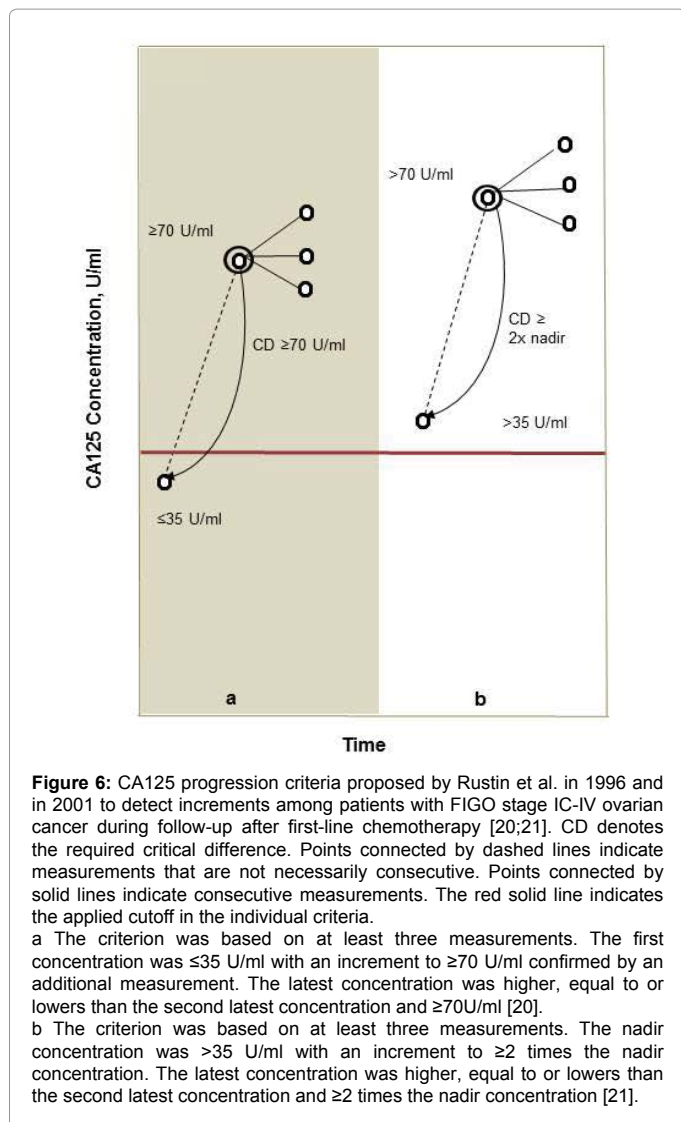 CA125 Concentration, U/ml
≥70 U/ml
CD ≥70 U/ml
≤35 U/ml
>70 U/ml
CD ≥
2x nadir
>35 U/ml
a
b
Time
Figure 6: CA125 progression criteria proposed by Rustin et al. in 1996 and
in 2001 to detect increments among patients with FIGO stage IC-IV ovarian
cancer during follow-up after first-line chemotherapy [20;21]. CD denotes
the required critical difference. Points connected by dashed lines indicate
measurements that are not necessarily consecutive. Points connected by
solid lines indicate consecutive measurements. The red solid line indicates
the applied cutoff in the individual criteria.
a The criterion was based on at least three measurements. The first
concentration was ≤35 U/ml with an increment to ≥70 U/ml confirmed by an
additional measurement. The latest concentration was higher, equal to or
lowers than the second latest concentration and ≥70U/ml [20].
b The criterion was based on at least three measurements. The nadir
concentration was >35 U/ml with an increment to ≥2 times the nadir
concentration. The latest concentration was higher, equal to or lowers than
the second latest concentration and ≥2 times the nadir concentration [21].